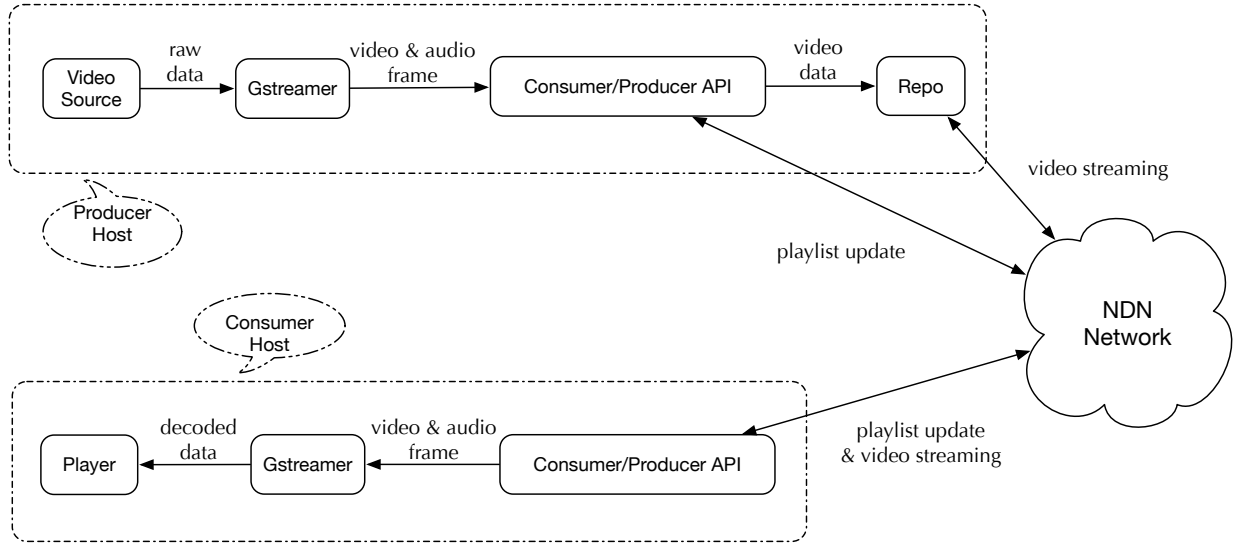 raw
data
video & audio
frame
video
data
Video
Source
Gstreamer
Consumer/Producer API
Repo
video streaming
Producer
Host
playlist update
NDN
Network
Consumer
Host
decoded
data
video & audio
frame
playlist update
& video streaming
Player
Gstreamer
Consumer/Producer API